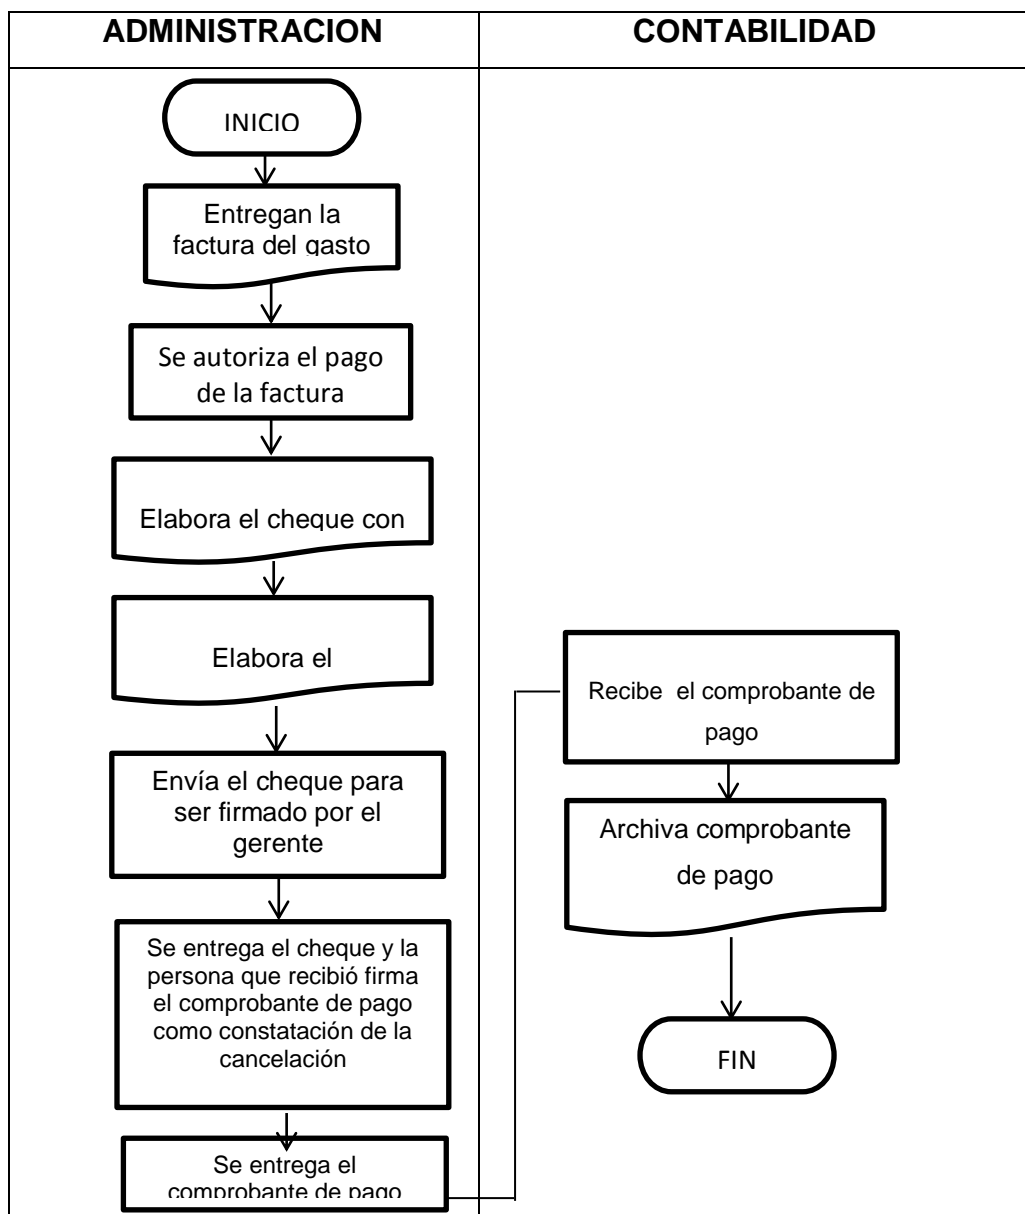 ADMINISTRACION
CONTABILIDAD
INICIO
Entregan la
factura del gasto
Se autoriza el pago
de la factura
Elabora el cheque con
Elabora el
Envía el cheque para
ser firmado por el
gerente
Se entrega el cheque y la
persona que recibió firma
el comprobante de pago
como constatación de la
cancelación
Se entrega el
comprobante de pago
Recibe el comprobante de
pago
Archiva comprobante
de pago
FIN